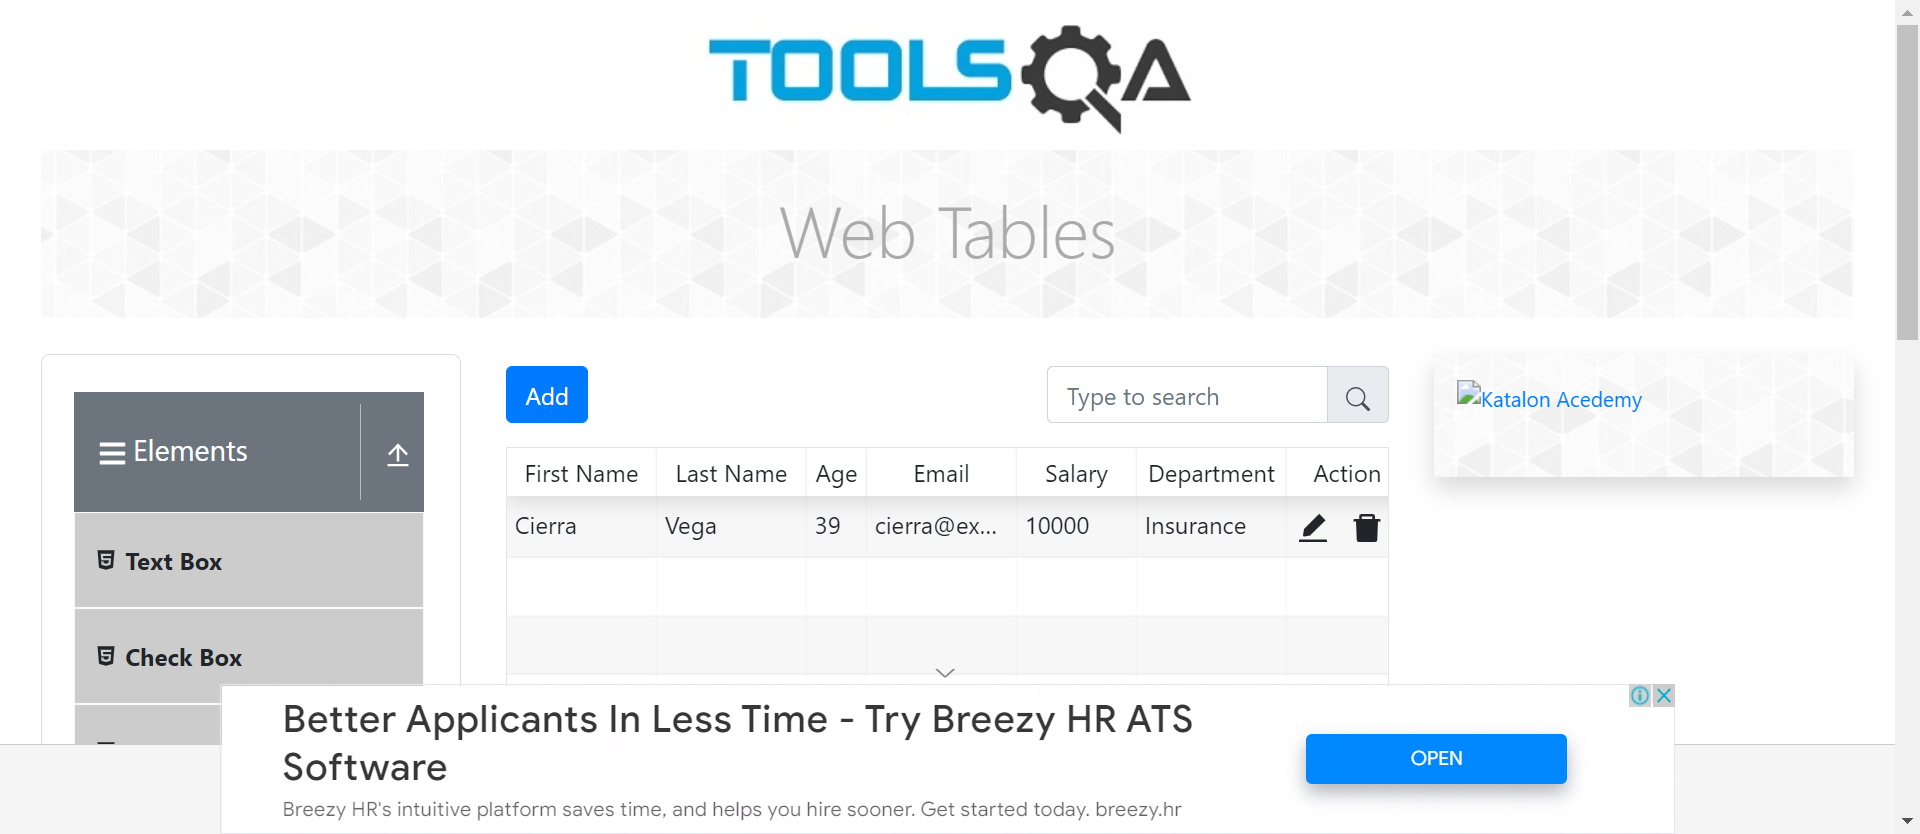 TOOLSQA
Web Tables
Elements
Text Box
Check Box
Add
Type to search
First Name Last Name Age Email Salary Department Action
Cierra Vega 39 cierra@ex... 10000 Insurance
Katalon Acedemy
Better Applicants In Less Time - Try Breezy HR ATS
Software
Breezy HR's intuitive platform saves time, and helps you hire sooner. Get started today. breezy.hr
OPEN